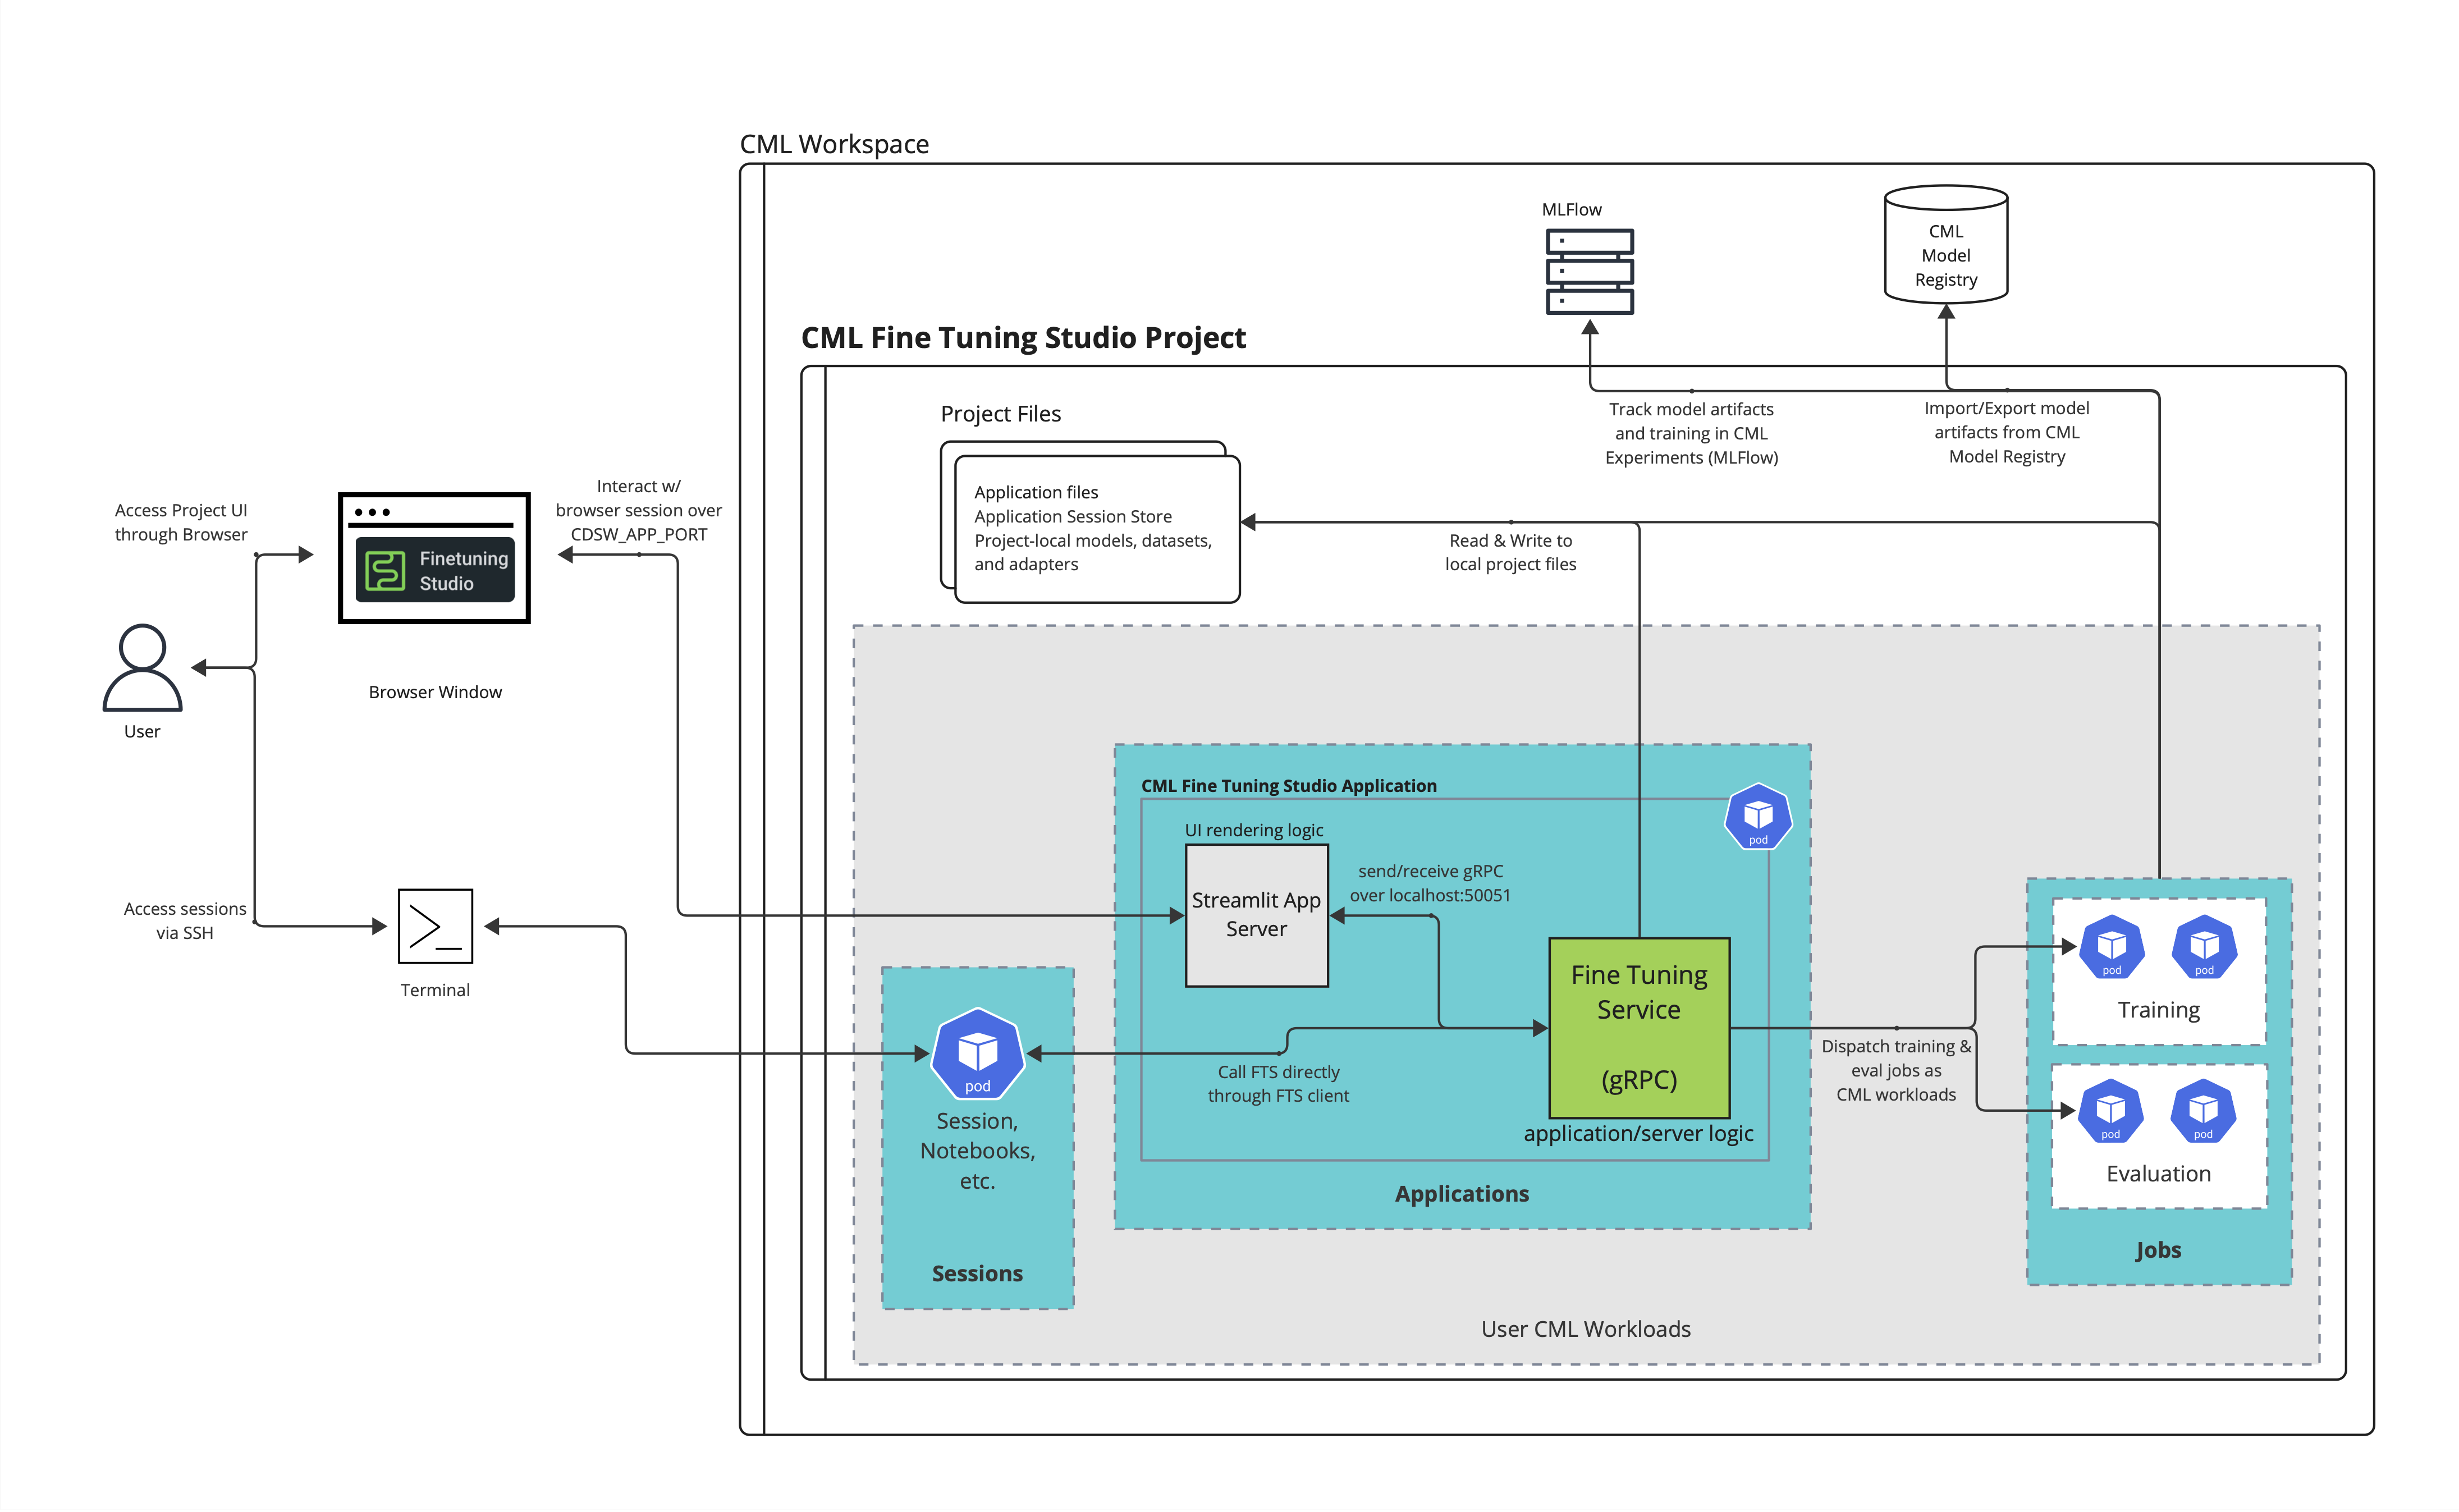 CML Workspace
MLFlow
CML
Model
Registry
CML Fine Tuning Studio Project
Project Files
Application files
Application Session Store
Project-local models, datasets,
and adapters
Track model artifacts
and training in CML
Experiments (MLFlow)
Import/Export model
artifacts from CML
Model Registry
Read & Write to
local project files
Access Project UI
through Browser
Finetuning
Studio
Browser Window
Interact w/
browser session over
CDSW_APP_PORT
User
Access sessions
via SSH
Terminal
CML Fine Tuning Studio Application
pod
UI rendering logic
Streamlit App
Server
send/receive gRPC
over localhost:50051
Fine Tuning
Service
(gRPC)
application/server logic
Call FTS directly
through FTS client
Applications
pod
Session,
Notebooks,
etc.
Sessions
Dispatch training &
eval jobs as
CML workloads
pod
pod
Training
pod
pod
Evaluation
Jobs
User CML Workloads